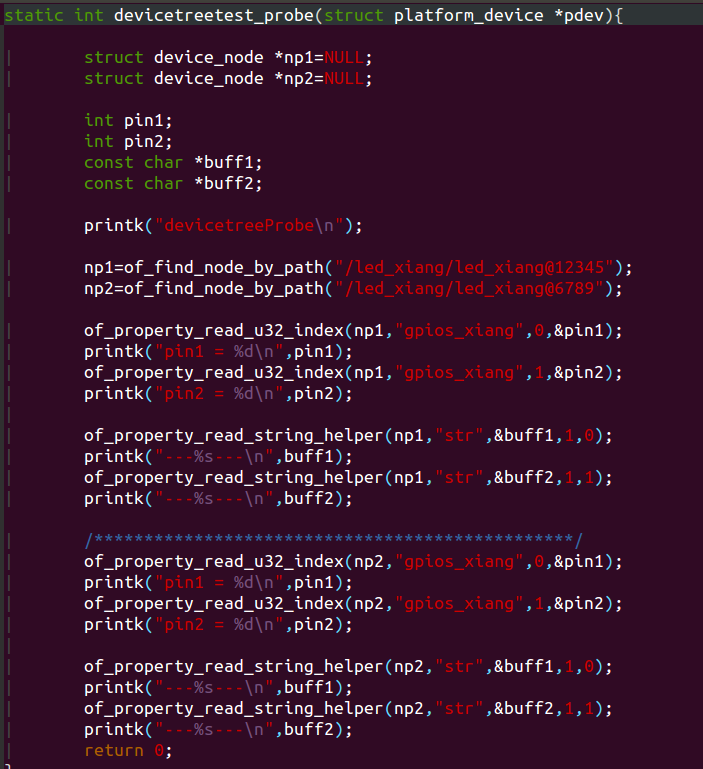 static int devicetreetest_probe(struct platform_device *pdev){
struct device_node *np1=NULL;
struct device_node *np2=NULL;
int pin1;
int pin2;
const char *buff1;
const char *buff2;
printk("devicetreeProbe\n");
np1=of_find_node_by_path("/led_xiang/led_xiang@12345");
np2=of_find_node_by_path("/led_xiang/led_xiang@6789");
of_property_read_u32_index(np1,"gpios_xiang",0,&pin1);
printk("pin1 = %d\n",pin1);
of_property_read_u32_index(np1,"gpios_xiang",1,&pin2);
printk("pin2 = %d\n",pin2);
of_property_read_string_helper(np1,"str",&buff1,1,0);
printk("---%s---\n",buff1);
of_property_read_string_helper(np1,"str",&buff2,1,1);
printk("---%s---\n",buff2);
/************************************************/
of_property_read_u32_index(np2,"gpios_xiang",0,&pin1);
printk("pin1 = %d\n",pin1);
of_property_read_u32_index(np2,"gpios_xiang",1,&pin2);
printk("pin2 = %d\n",pin2);
of_property_read_string_helper(np2,"str",&buff1,1,0);
printk("---%s---\n",buff1);
of_property_read_string_helper(np2,"str",&buff2,1,1);
printk("---%s---\n",buff2);
return 0;